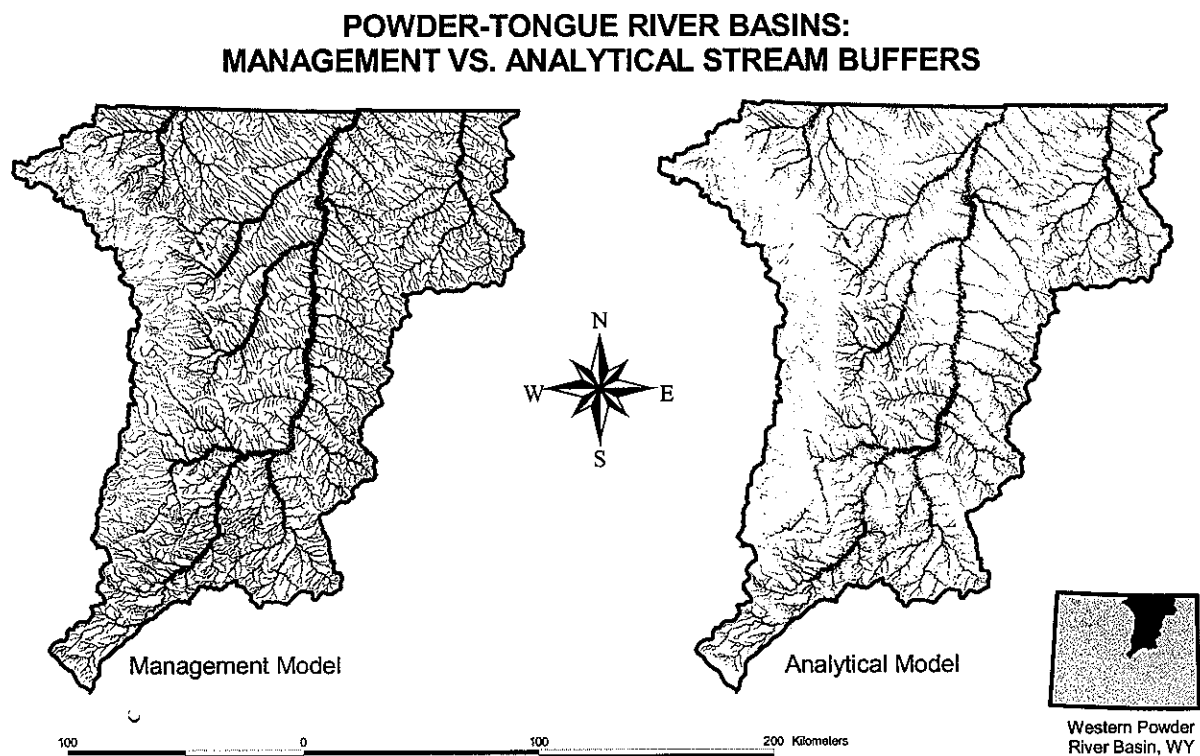 POWDER-TONGUE RIVER BASINS:
MANAGEMENT VS. ANALYTICAL STREAM BUFFERS
N
W E
S
Management Model
Analytical Model
100 0 100 200 Kilometers
Western Powder
River Basin, WY